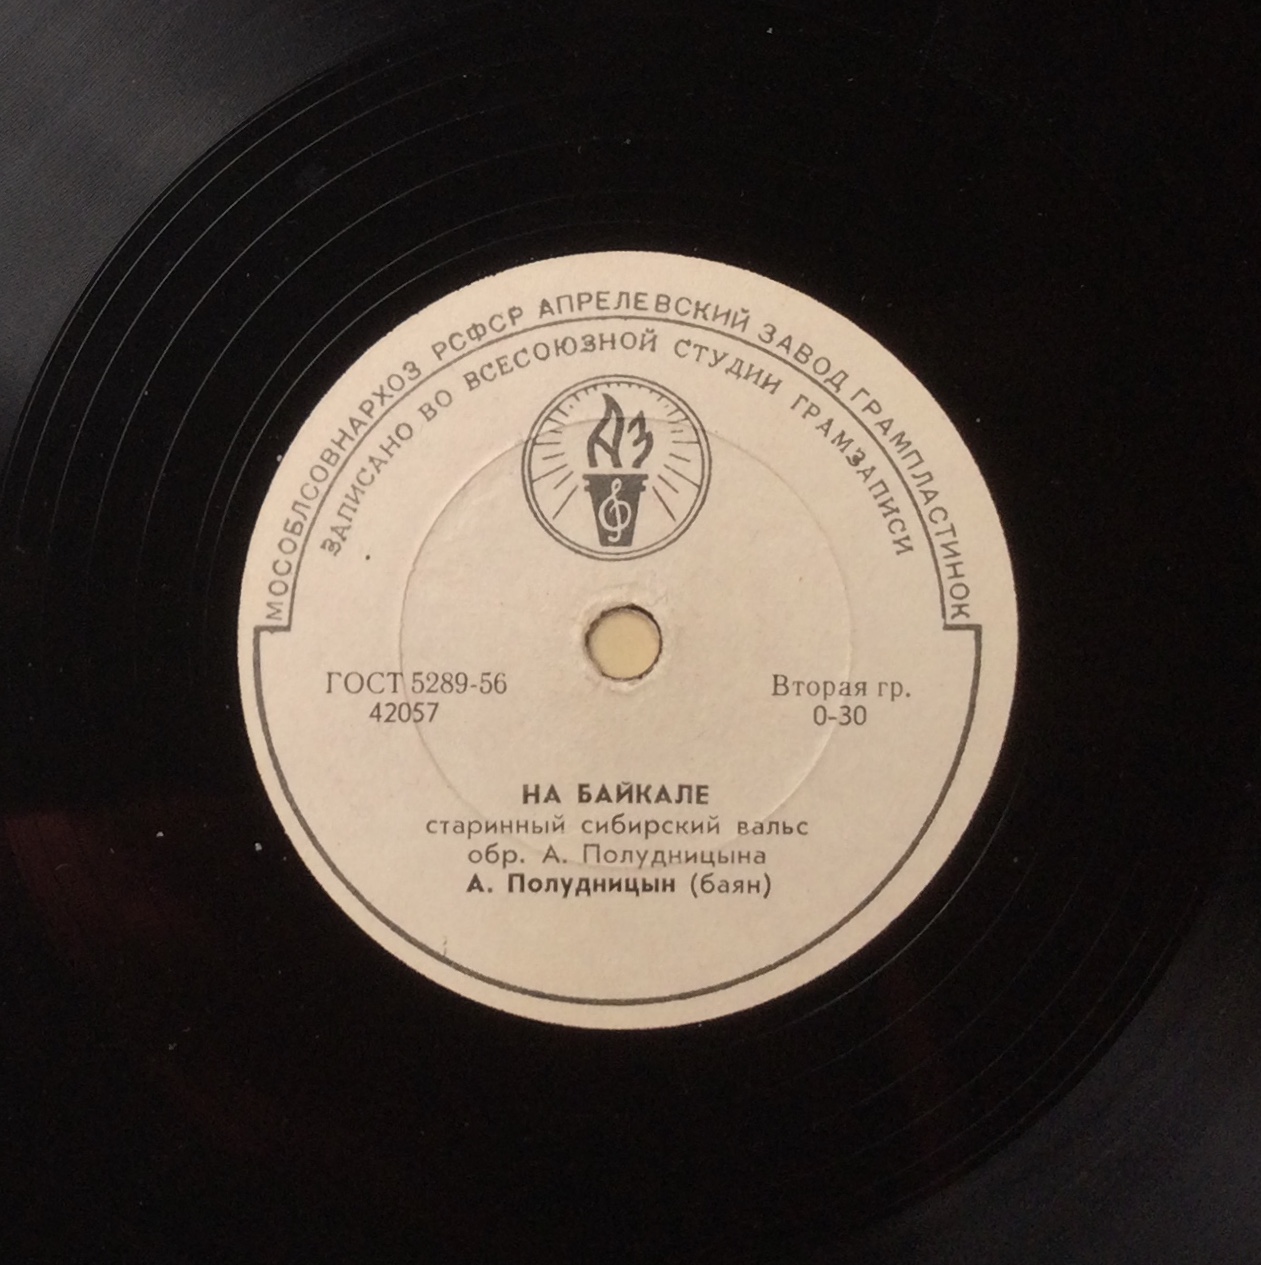 МОСОБЛСОВНАРХОЗ РСФСР АПРЕЛЕВСКИЙ ЗАВОД ГРАМПЛАСТИНОК
ЗАПИСАНО ВО ВСЕСОЮЗНОЙ СТУДИИ ГРАМЗАПИСИ
АЗ
ГОСТ 5289-56
42057
Вторая гр.
0-30
НА БАЙКАЛЕ
старинный сибирский вальс
обр. А. Полудницына
А. Полудницын (баян)